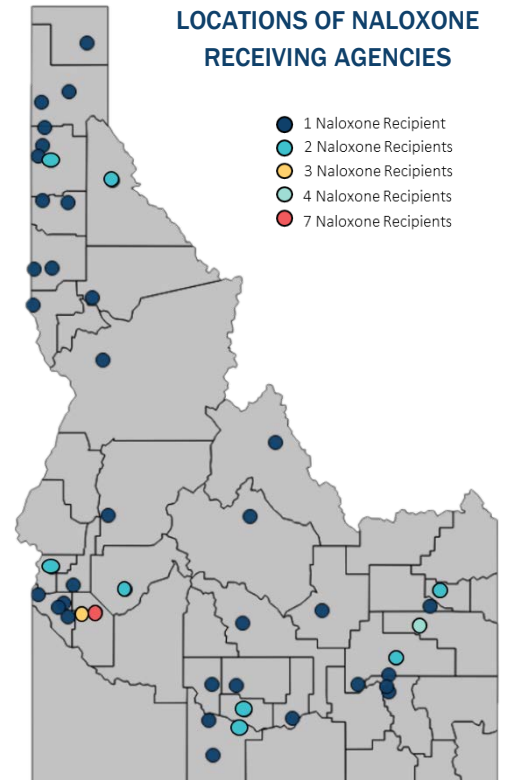 LOCATIONS OF NALOXONE
RECEIVING AGENCIES
1 Naloxone Recipient
2 Naloxone Recipients
3 Naloxone Recipients
4 Naloxone Recipients
7 Naloxone Recipients